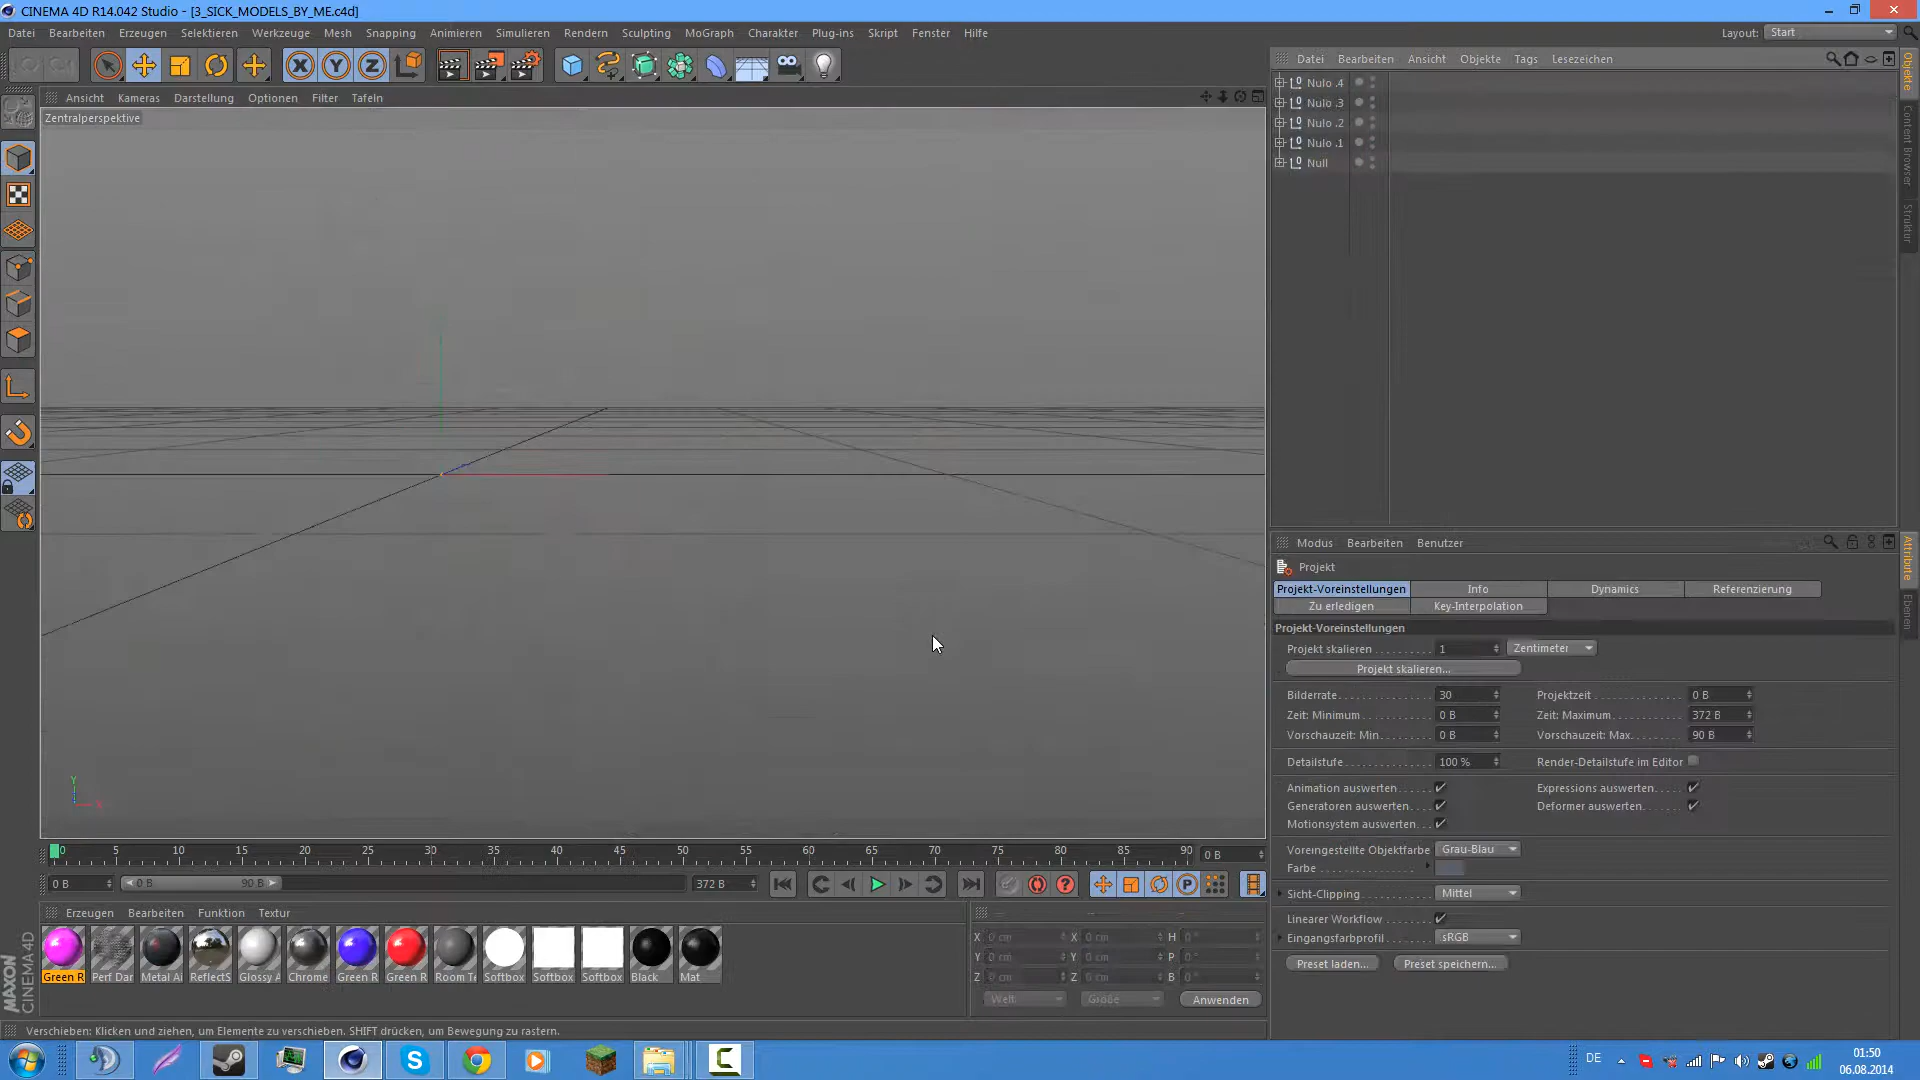 CINEMA 4D R14.042 Studio - [3_SICK_MODELS_BY_ME.c4d]
Datei Bearbeiten Erzeugen Selektieren Werkzeuge Mesh Snapping Animieren Simulieren Rendern Sculpting MoGraph Charakter Plug-ins Skript Fenster Hilfe Layout: Start
Datei Bearbeiten Ansicht Objekte Tags Lesezeichen
Ansicht Kameras Darstellung Optionen Filter Tafeln
Zentralperspektive
Nulo .4
Nulo .3
Nulo .2
Nulo .1
Null
Objekte
Content Browser
Struktur
Modus Bearbeiten Benutzer
Projekt
Projekt-Voreinstellungen Info Dynamics Referenzierung
Zu erledigen Key-Interpolation
Projekt-Voreinstellungen
Projekt skalieren 1 Zentimeter
Projekt skalieren...
Bilderrate 30 Projektzeit 0 B
Zeit: Minimum 0 B Zeit: Maximum 372 B
Vorschauzeit: Min. 0 B Vorschauzeit: Max. 90 B
Detailstufe 100 % Render-Detailstufe im Editor
Animation auswerten Expressions auswerten
Generatoren auswerten Deformer auswerten
Motionsystem auswerten
Voreingestellte Objektfarbe Grau-Blau
Farbe
Sicht-Clipping Mittel
Linearer Workflow
Eingangsfarbprofil sRGB
Preset laden... Preset speichern...
Attribute
Ebenen
Y
X
0 5 10 15 20 25 30 35 40 45 50 55 60 65 70 75 80 85 90 0 B
0 B 0 B 90 B 372 B
Erzeugen Bearbeiten Funktion Textur
Green R Perf Dar Metal Ai ReflectS Glossy A Chrome Green R Green R Room Te Softbox Softbox Softbox Black Mat
X 0 cm X 0 cm H 0°
Y 0 cm Y 0 cm P 0°
Z 0 cm Z 0 cm B 0°
Welt Größe Anwenden
MAXON
CINEMA 4D
Verschieben: Klicken und ziehen, um Elemente zu verschieben. SHIFT drücken, um Bewegung zu rastern.
DE
01:50
06.08.2014